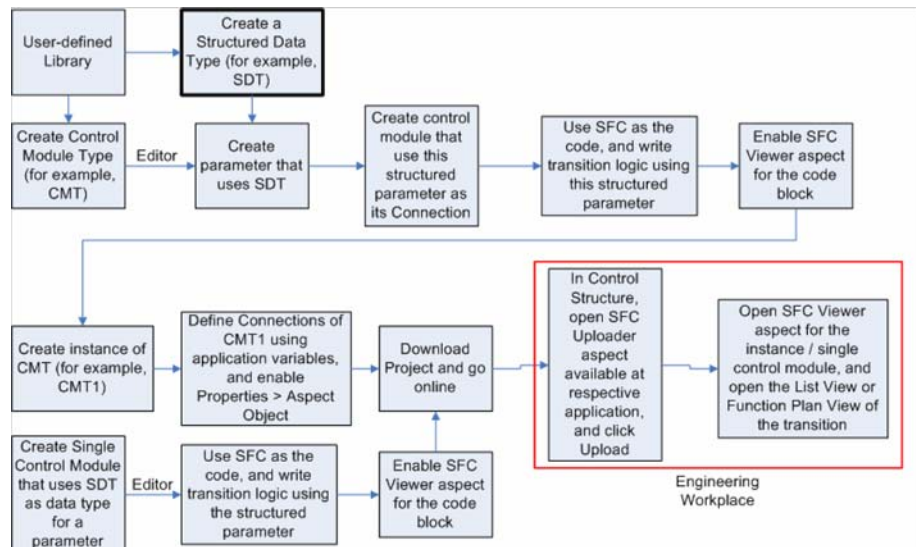 User-defined
Library
Create a
Structured Data
Type (for example,
SDT)
Create Control
Module Type
(for example,
CMT)
Editor
Create
parameter that
uses SDT
Create control
module that
use this
structured
parameter as
its Connection
Use SFC as the
code, and write
transition logic using
this structured
parameter
Enable SFC
Viewer aspect
for the code
block
Create instance of
CMT (for example,
CMT1)
Define Connections of
CMT1 using
application variables,
and enable
Properties > Aspect
Object
Download
Project and go
online
In Control
Structure,
open SFC
Uploader
aspect
available at
respective
application,
and click
Upload
Open SFC Viewer
aspect for the
instance / single
control module, and
open the List View or
Function Plan View of
the transition
Create Single
Control Module
that uses SDT
as data type
for a
parameter
Editor
Use SFC as the
code, and write
transition logic using
the structured
parameter
Enable SFC
Viewer aspect
for the code
block
Engineering
Workplace